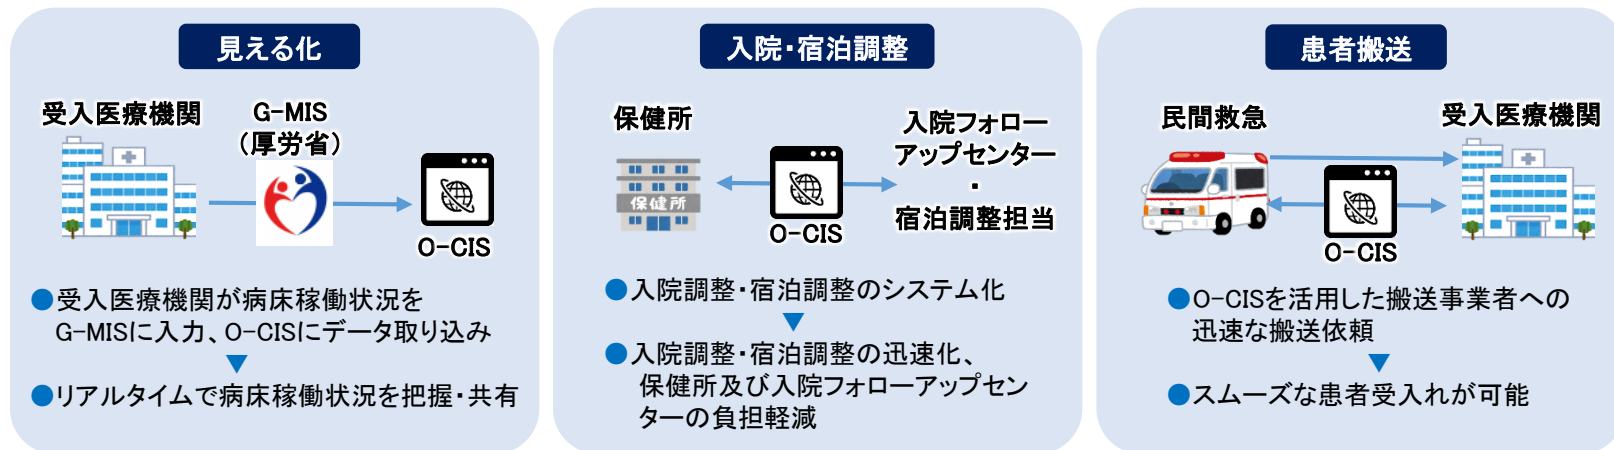 見える化
受入医療機関
G-MIS
（厚労省）
O-CIS
●受入医療機関が病床稼働状況を
G-MISに入力、O-CISにデータ取り込み
▼
●リアルタイムで病床稼働状況を把握・共有
入院・宿泊調整
保健所
保健所
O-CIS
入院フォロー
アップセンター
・
宿泊調整担当
●入院調整・宿泊調整のシステム化
▼
●入院調整・宿泊調整の迅速化、
保健所及び入院フォローアップセン
ターの負担軽減
患者搬送
民間救急
受入医療機関
O-CIS
●O-CISを活用した搬送事業者への
迅速な搬送依頼
▼
●スムーズな患者受入れが可能